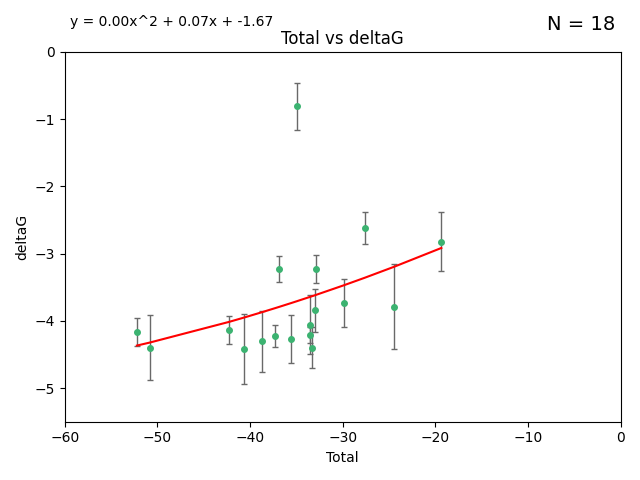 y = 0.00x^2 + 0.07x + -1.67
N = 18
Total vs deltaG
deltaG
0
−1
−2
−3
−4
−5
−60
−50
−40
−30
−20
−10
0
Total